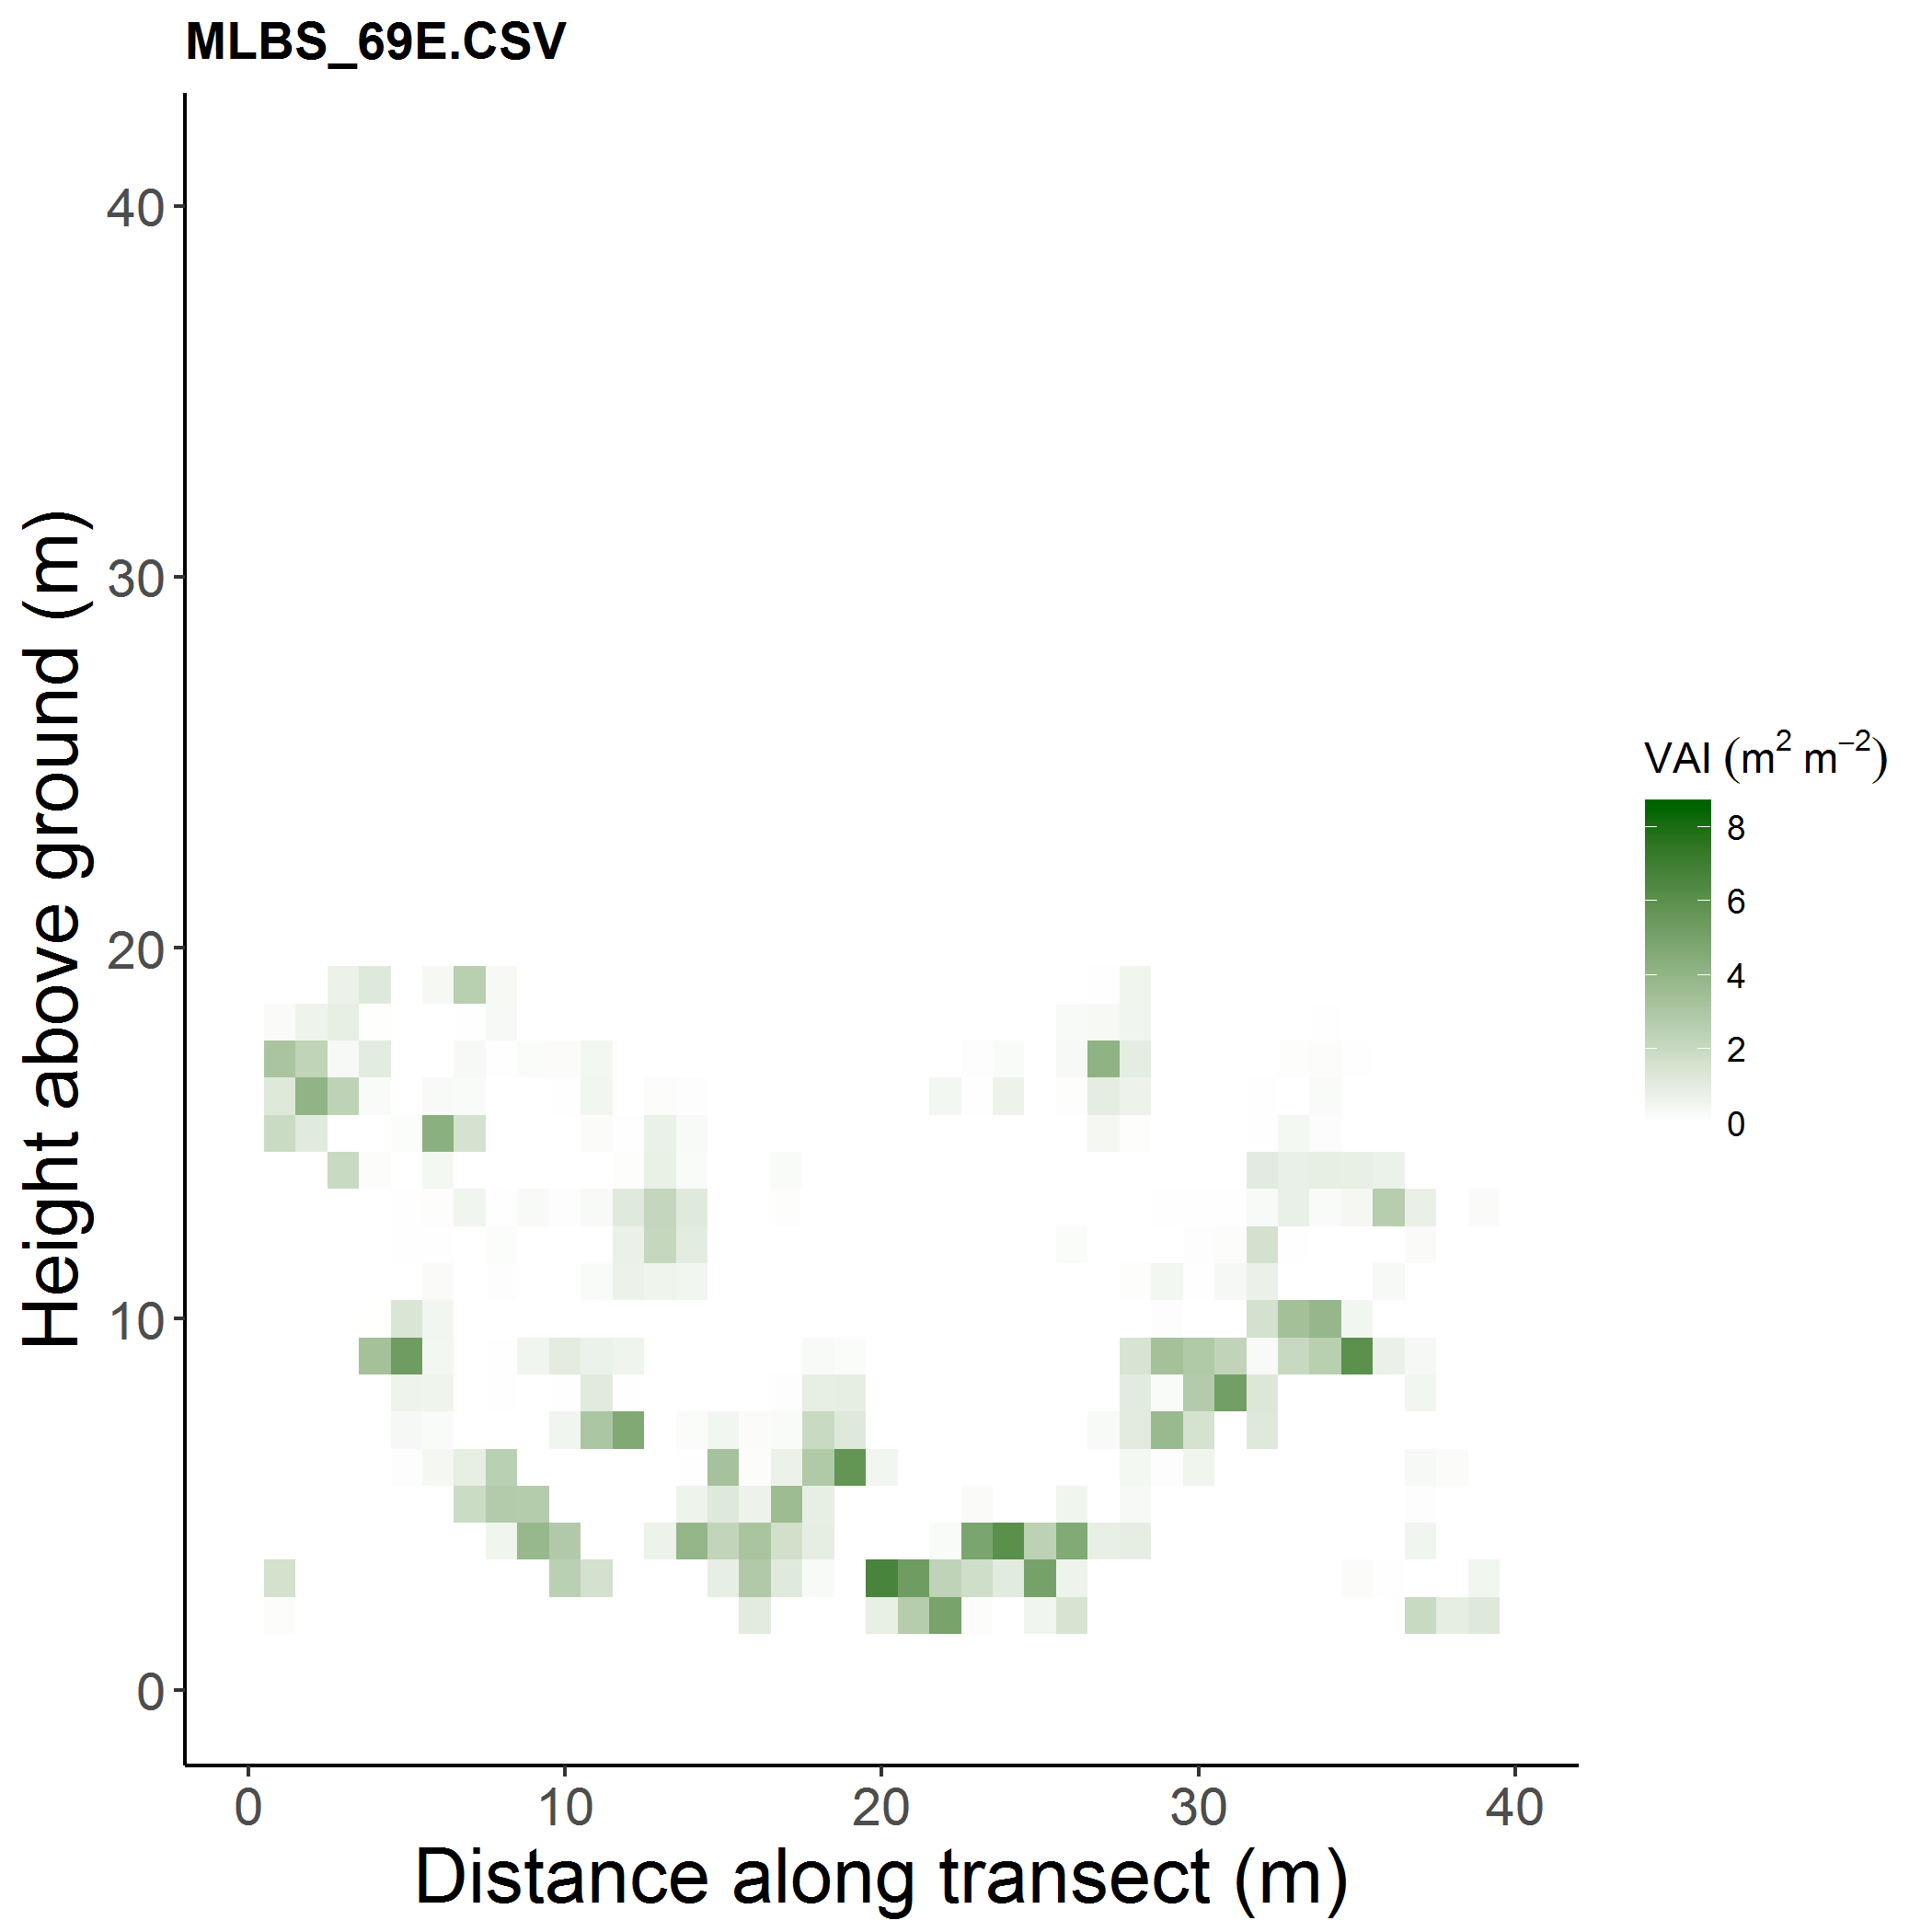 MLBS_69E.CSV
40
30
20
10
0
Height above ground (m)
0 10 20 30 40
Distance along transect (m)
VAI (m² m⁻²)
8
6
4
2
0